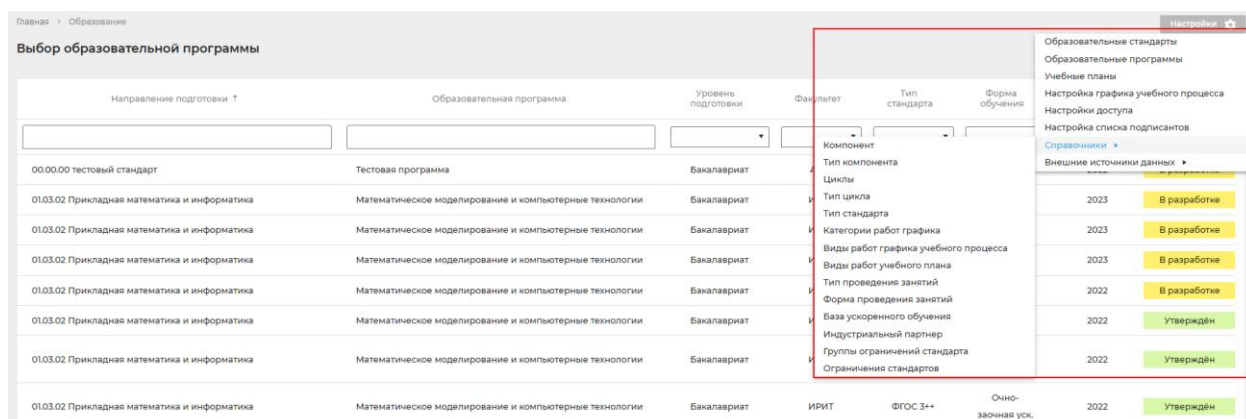 Главная > Образование
Настройки
Выбор образовательной программы
Образовательные стандарты
Образовательные программы
Учебные планы
Настройка графика учебного процесса
Настройки доступа
Настройка списка подписантов
Справочники ▸
Внешние источники данных ▸
Направление подготовки ↑ Образовательная программа Уровень подготовки Факультет Тип стандарта Форма обучения
Компонент
Тип компонента
Циклы
Тип цикла
Тип стандарта
Категории работ графика
Виды работ графика учебного процесса
Виды работ учебного плана
Тип проведения занятий
Форма проведения занятий
База ускоренного обучения
Индустриальный партнер
Группы ограничений стандарта
Ограничения стандартов
00.00.00 тестовый стандарт Тестовая программа Бакалавриат
01.03.02 Прикладная математика и информатика Математическое моделирование и компьютерные технологии Бакалавриат 2023 В разработке
01.03.02 Прикладная математика и информатика Математическое моделирование и компьютерные технологии Бакалавриат 2023 В разработке
01.03.02 Прикладная математика и информатика Математическое моделирование и компьютерные технологии Бакалавриат 2023 В разработке
01.03.02 Прикладная математика и информатика Математическое моделирование и компьютерные технологии Бакалавриат 2022 В разработке
01.03.02 Прикладная математика и информатика Математическое моделирование и компьютерные технологии Бакалавриат 2022 Утверждён
01.03.02 Прикладная математика и информатика Математическое моделирование и компьютерные технологии Бакалавриат 2022 Утверждён
01.03.02 Прикладная математика и информатика Математическое моделирование и компьютерные технологии Бакалавриат ИРИТ ФГОС 3++ Очно-заочная уск. 2022 Утверждён